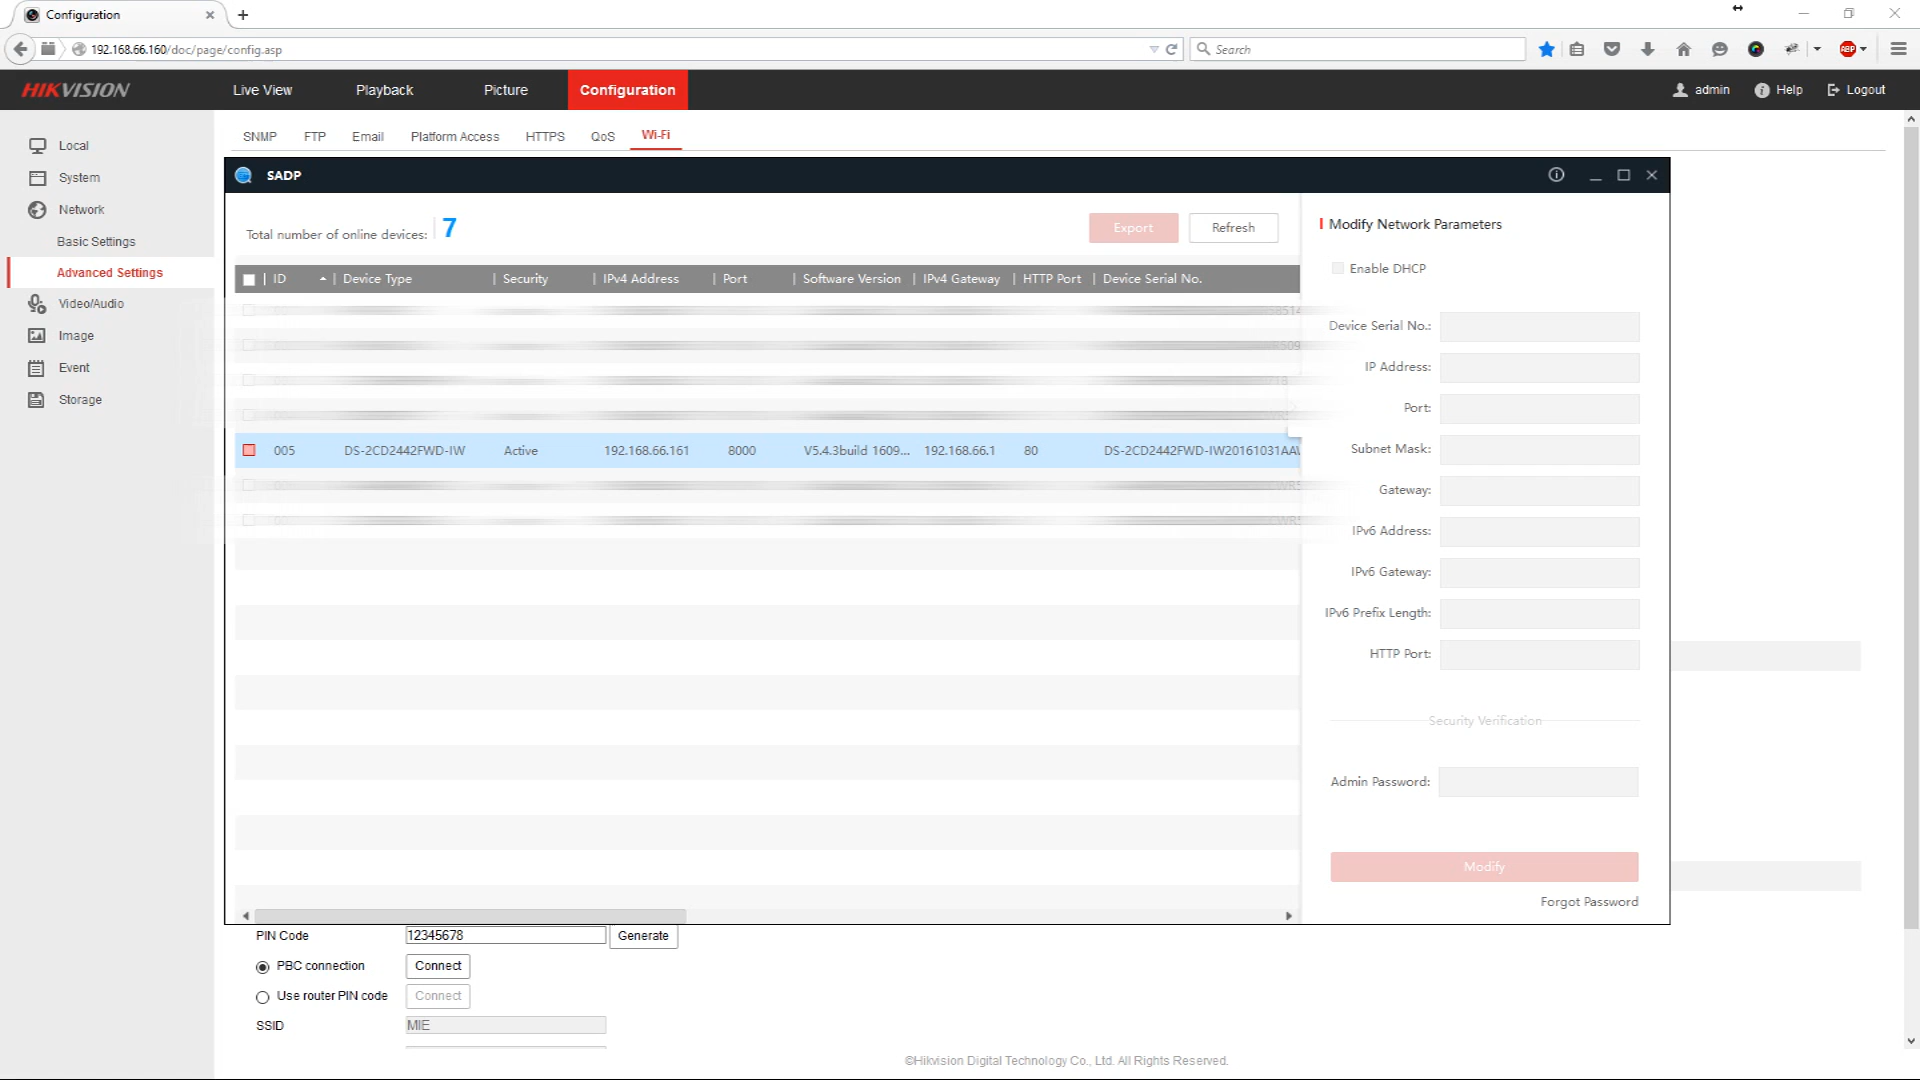 Configuration
192.168.66.160/doc/page/config.asp
Search
ABP
HIKVISION
Live View
Playback
Picture
Configuration
admin
Help
Logout
Local
System
Network
Basic Settings
Advanced Settings
Video/Audio
Image
Event
Storage
SNMP
FTP
Email
Platform Access
HTTPS
QoS
Wi-Fi
SADP
Total number of online devices: 7
Export
Refresh
ID
Device Type
Security
IPv4 Address
Port
Software Version
IPv4 Gateway
HTTP Port
Device Serial No.
005 DS-2CD2442FWD-IW Active 192.168.66.161 8000 V5.4.3build 1609... 192.168.66.1 80 DS-2CD2442FWD-IW20161031AA
Modify Network Parameters
Enable DHCP
Device Serial No.:
IP Address:
Port:
Subnet Mask:
Gateway:
IPv6 Address:
IPv6 Gateway:
IPv6 Prefix Length:
HTTP Port:
Security Verification
Admin Password:
Modify
Forgot Password
PIN Code 12345678 Generate
PBC connection Connect
Use router PIN code Connect
SSID MIE
©Hikvision Digital Technology Co., Ltd. All Rights Reserved.